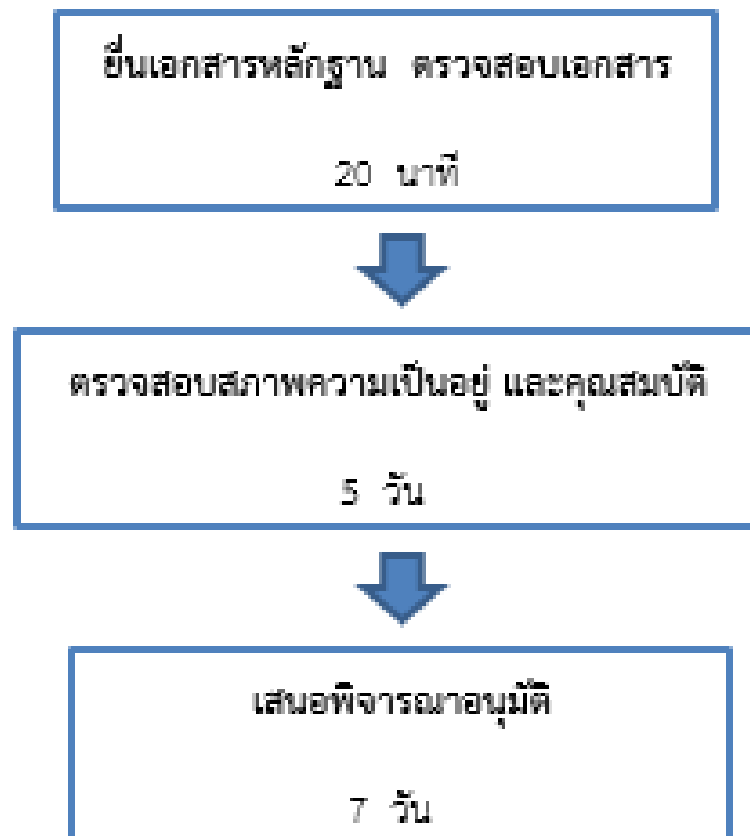 ยื่นเอกสารหลักฐาน ตรวจสอบเอกสาร
20 นาที
ตรวจสอบสภาพความเป็นอยู่ และคุณสมบัติ
5 วัน
เสนอพิจารณาอนุมัติ
7 วัน